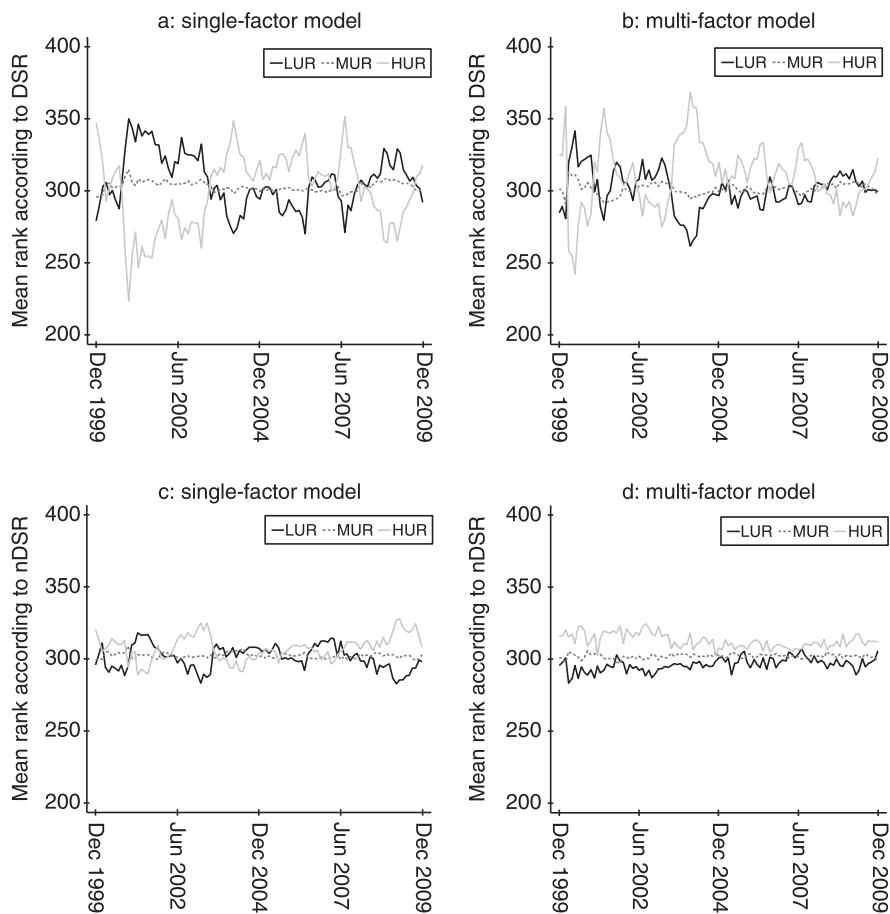 a: single-factor model
Mean rank according to DSR
400
350
300
250
200
LUR MUR HUR
Dec 1999
Jun 2002
Dec 2004
Jun 2007
Dec 2009
b: multi-factor model
Mean rank according to DSR
400
350
300
250
200
LUR MUR HUR
Dec 1999
Jun 2002
Dec 2004
Jun 2007
Dec 2009
c: single-factor model
Mean rank according to nDSR
400
350
300
250
200
LUR MUR HUR
Dec 1999
Jun 2002
Dec 2004
Jun 2007
Dec 2009
d: multi-factor model
Mean rank according to nDSR
400
350
300
250
200
LUR MUR HUR
Dec 1999
Jun 2002
Dec 2004
Jun 2007
Dec 2009